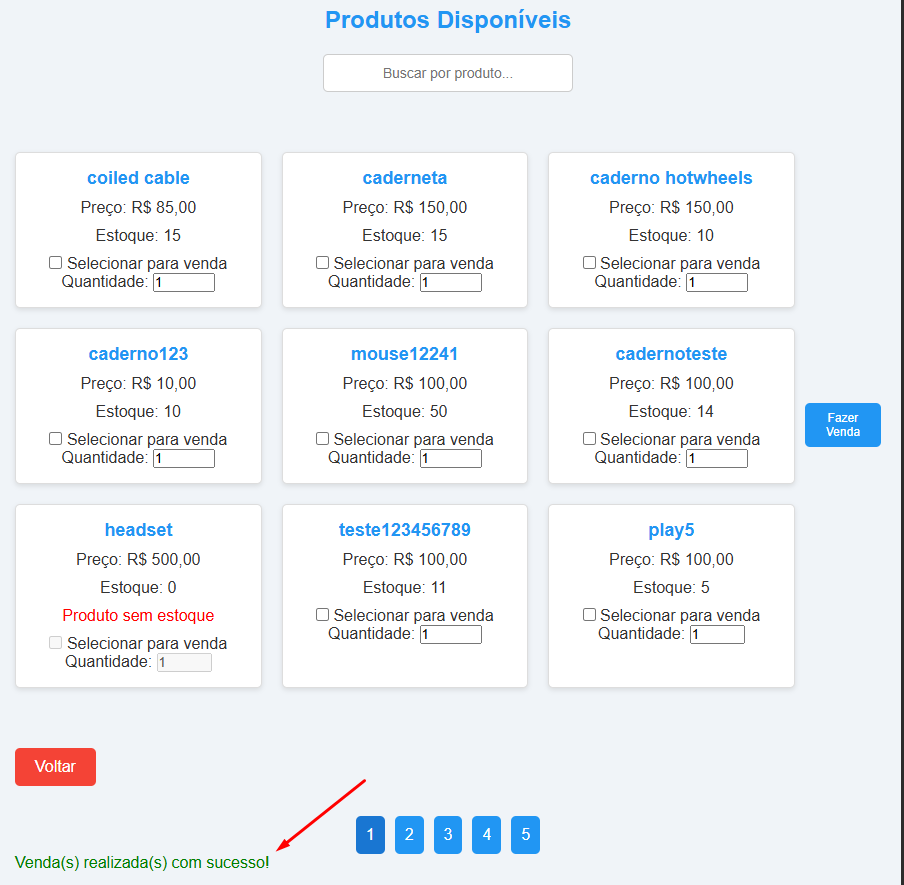 Produtos Disponíveis
Buscar por produto...
coiled cable
Preço: R$ 85,00
Estoque: 15
Selecionar para venda
Quantidade: 1
caderneta
Preço: R$ 150,00
Estoque: 15
Selecionar para venda
Quantidade: 1
caderno hotwheels
Preço: R$ 150,00
Estoque: 10
Selecionar para venda
Quantidade: 1
caderno123
Preço: R$ 10,00
Estoque: 10
Selecionar para venda
Quantidade: 1
mouse12241
Preço: R$ 100,00
Estoque: 50
Selecionar para venda
Quantidade: 1
cadernoteste
Preço: R$ 100,00
Estoque: 14
Selecionar para venda
Quantidade: 1
Fazer
Venda
headset
Preço: R$ 500,00
Estoque: 0
Produto sem estoque
Selecionar para venda
Quantidade: 1
teste123456789
Preço: R$ 100,00
Estoque: 11
Selecionar para venda
Quantidade: 1
play5
Preço: R$ 100,00
Estoque: 5
Selecionar para venda
Quantidade: 1
Voltar
1 2 3 4 5
Venda(s) realizada(s) com sucesso!